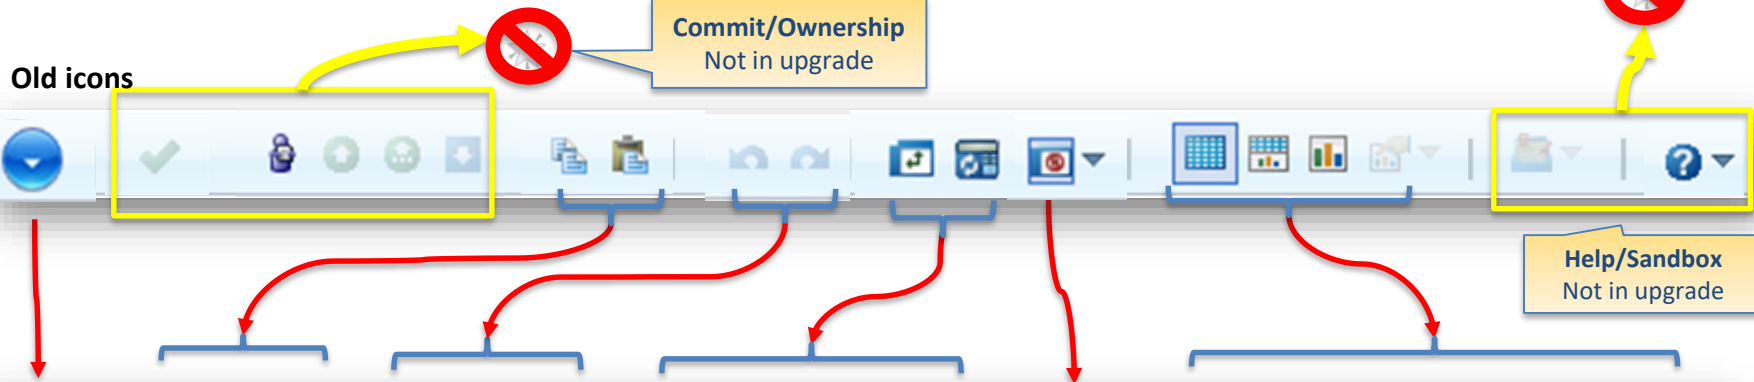 Commit/Ownership
Not in upgrade
Old icons
Help/Sandbox
Not in upgrade